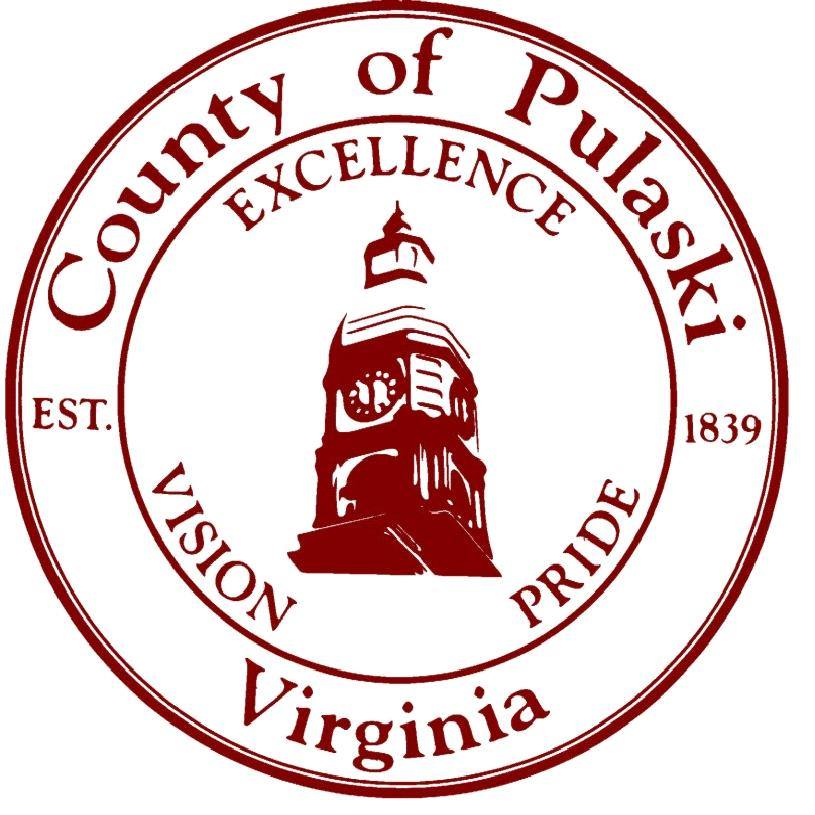 County of Pulaski
EXCELLENCE
EST.
1839
VISION
PRIDE
Virginia